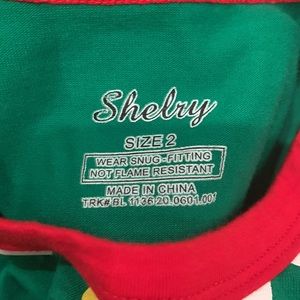 Shelry
SIZE 2
WEAR SNUG-FITTING
NOT FLAME RESISTANT
MADE IN CHINA
TRK# BL 1136.20.0601.001